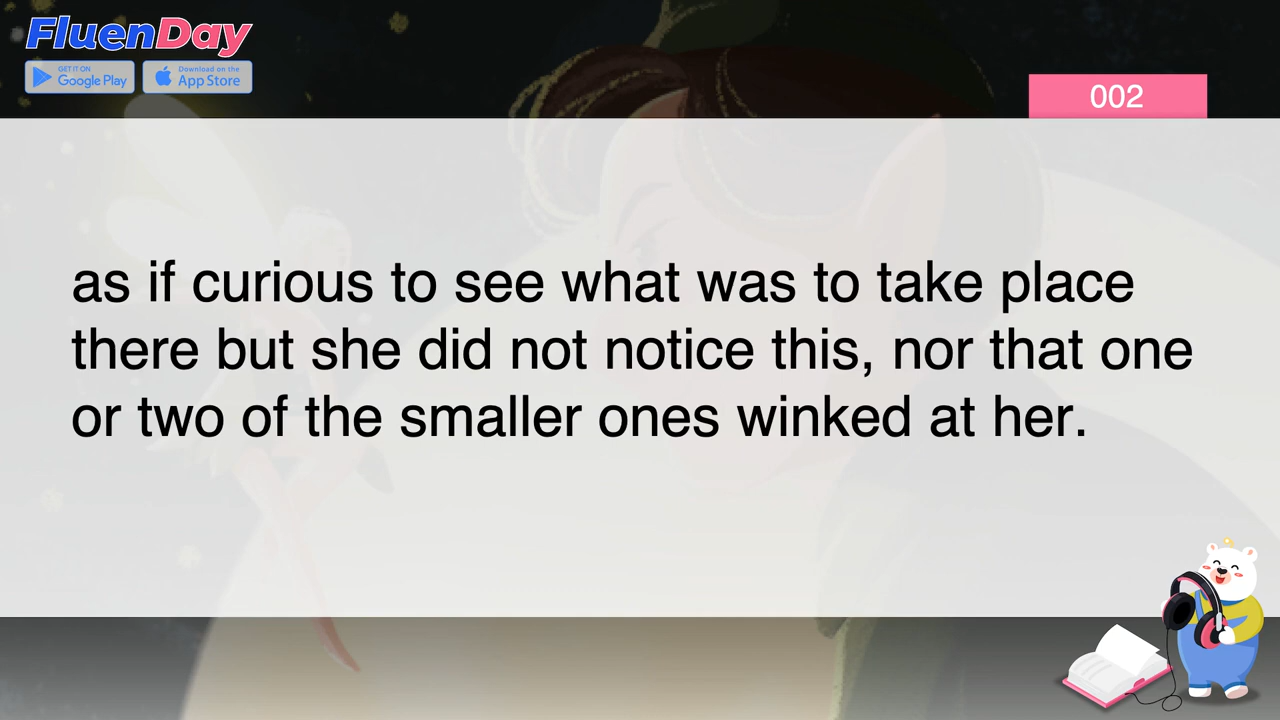 FluenDay
GET IT ON
Google Play
Download on the
App Store
002
as if curious to see what was to take place
there but she did not notice this, nor that one
or two of the smaller ones winked at her.